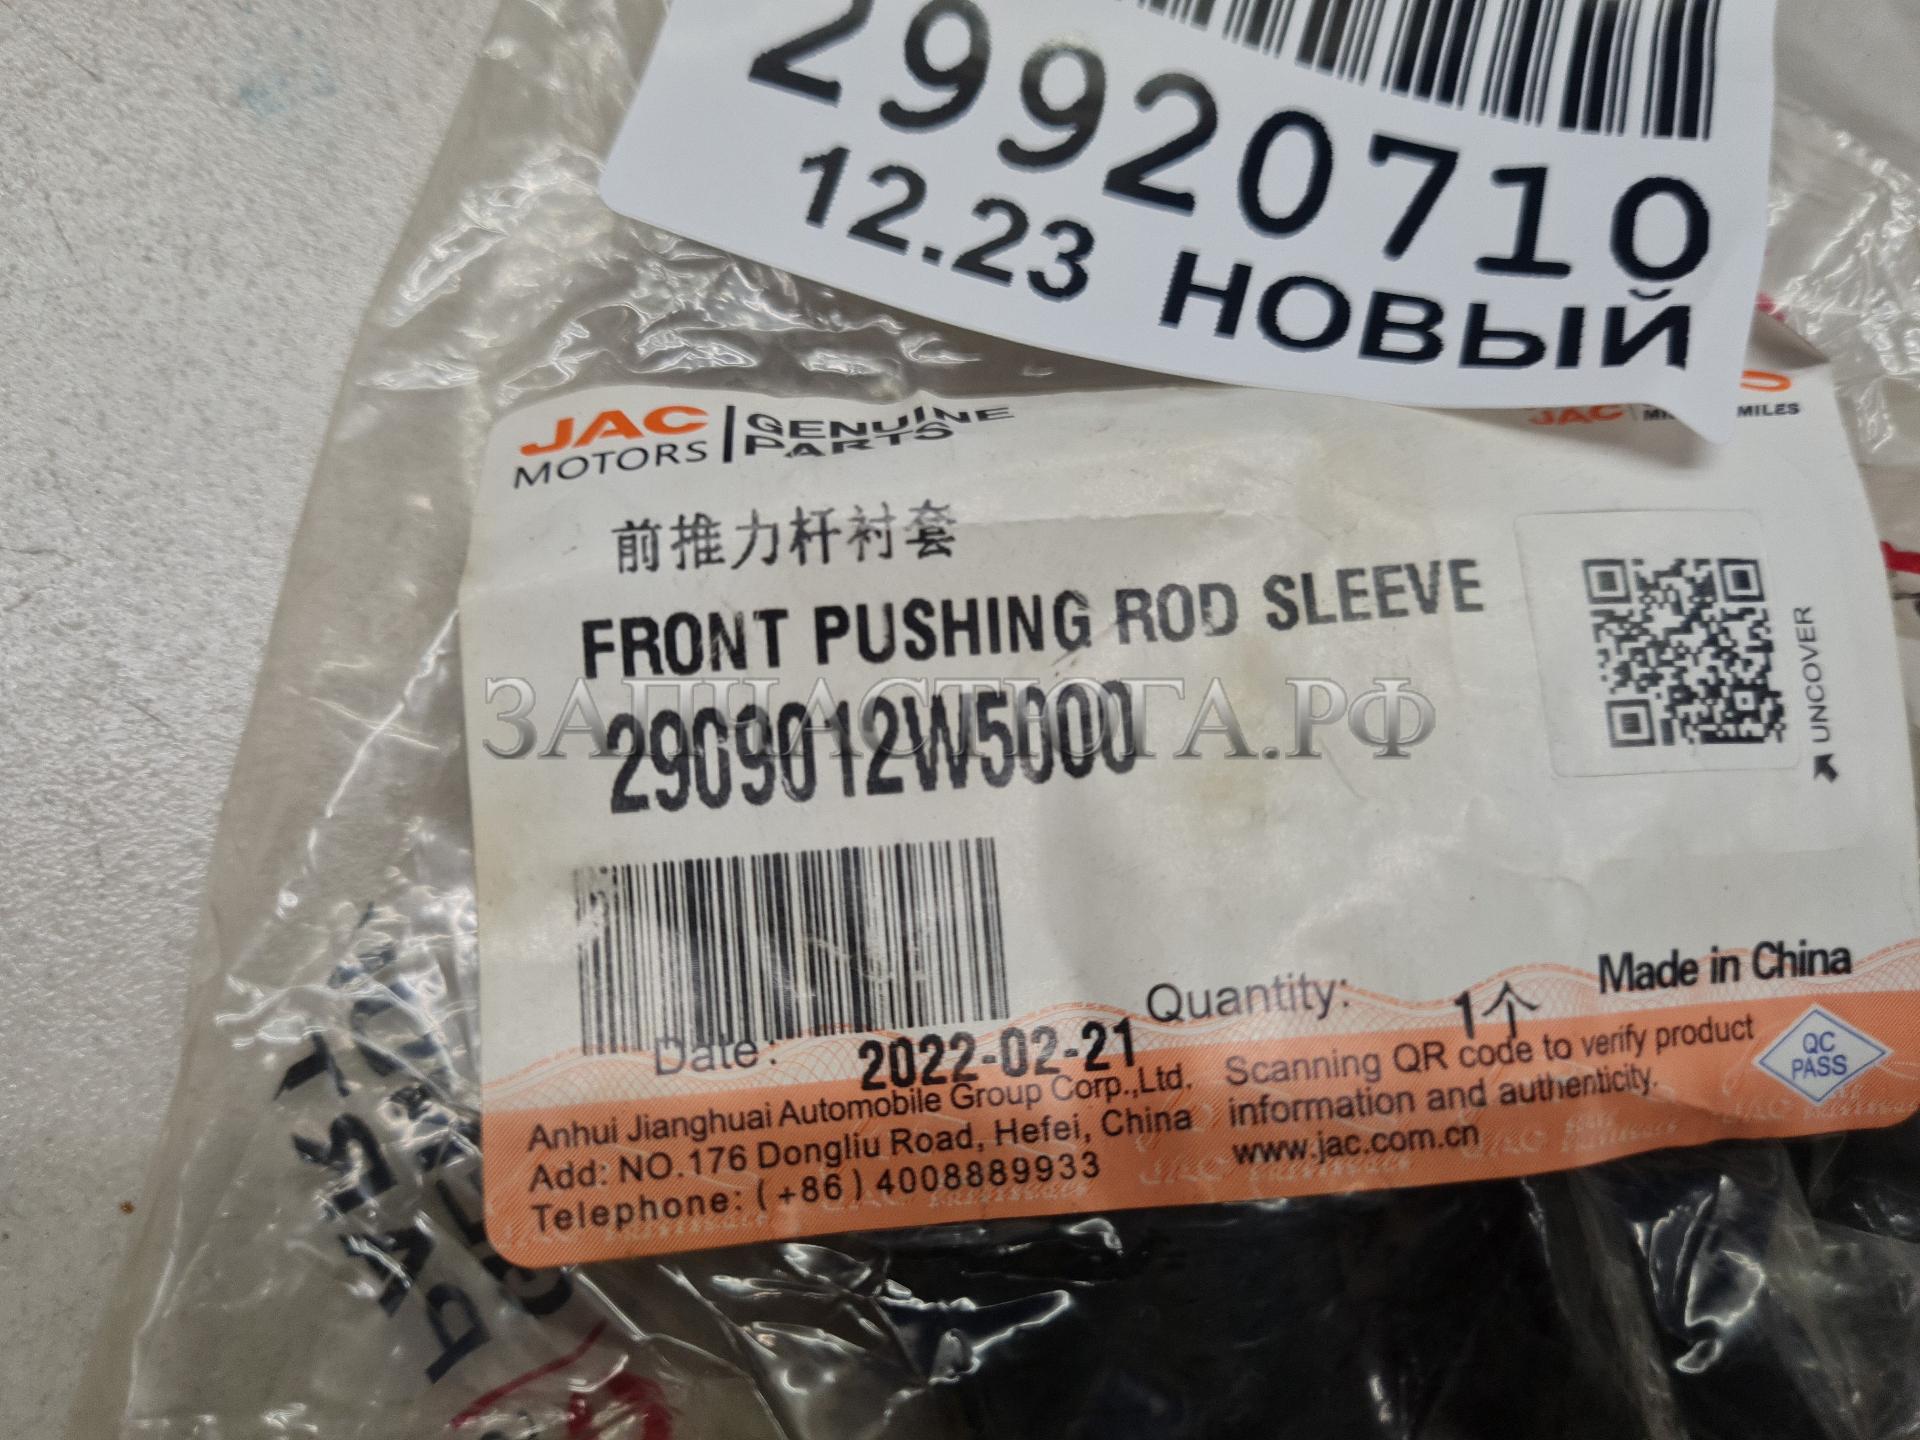 29920710
12.23 НОВЫЙ
JAC MOTORS | GENUINE PARTS
JAC MILES
前推力杆衬套
FRONT PUSHING ROD SLEEVE
2909012W5000
ЗАПЧАСТЮГА.РФ
UNCOVER
Made in China
Quantity: 1个
Date: 2022-02-21
Anhui Jianghuai Automobile Group Corp.,Ltd.
Add: NO.176 Dongliu Road, Hefei, China
Telephone: (+86) 4008889933
Scanning QR code to verify product
information and authenticity.
www.jac.com.cn
QC PASS